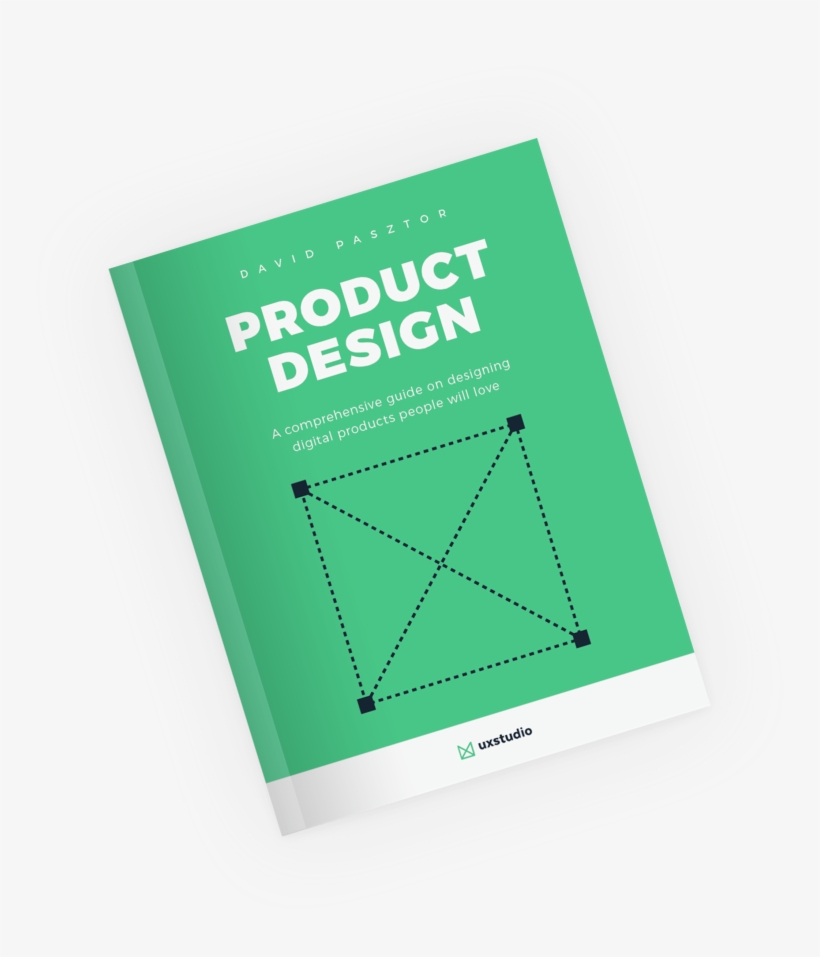 DAVID PASZTOR
PRODUCT
DESIGN
A comprehensive guide on designing
digital products people will love
uxstudio